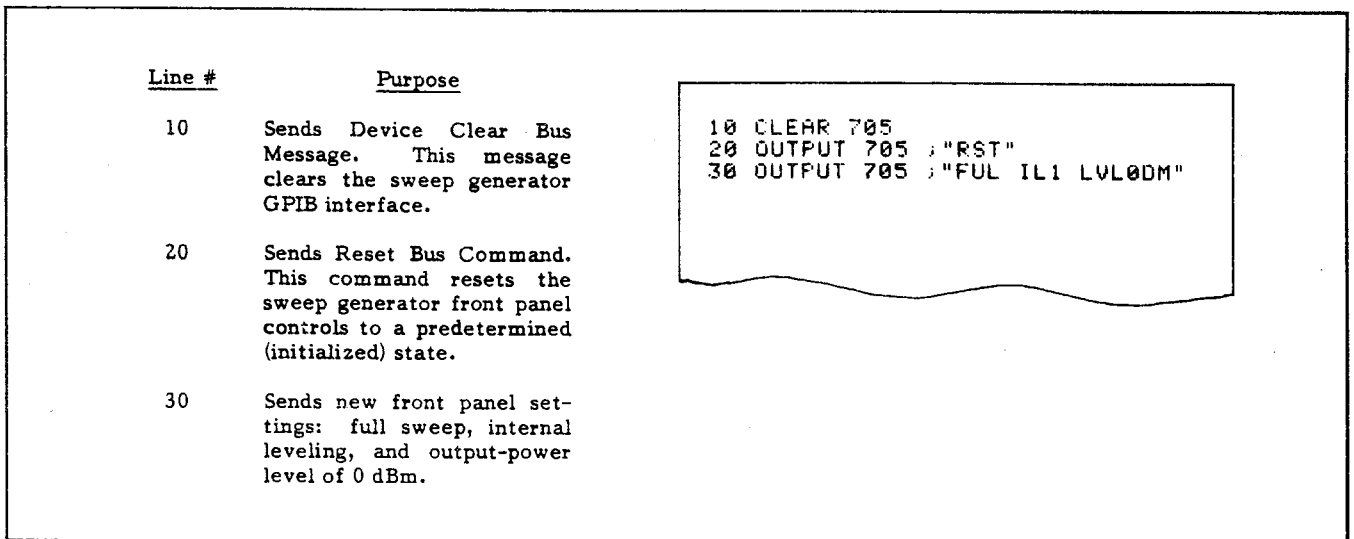 Line #
Purpose
10
Sends Device Clear Bus
Message. This message
clears the sweep generator
GPIB interface.
20
Sends Reset Bus Command.
This command resets the
sweep generator front panel
controls to a predetermined
(initialized) state.
30
Sends new front panel set-
tings: full sweep, internal
leveling, and output-power
level of 0 dBm.
10 CLEAR 705
20 OUTPUT 705 ;"RST"
30 OUTPUT 705 ;"FUL IL1 LVL0DM"